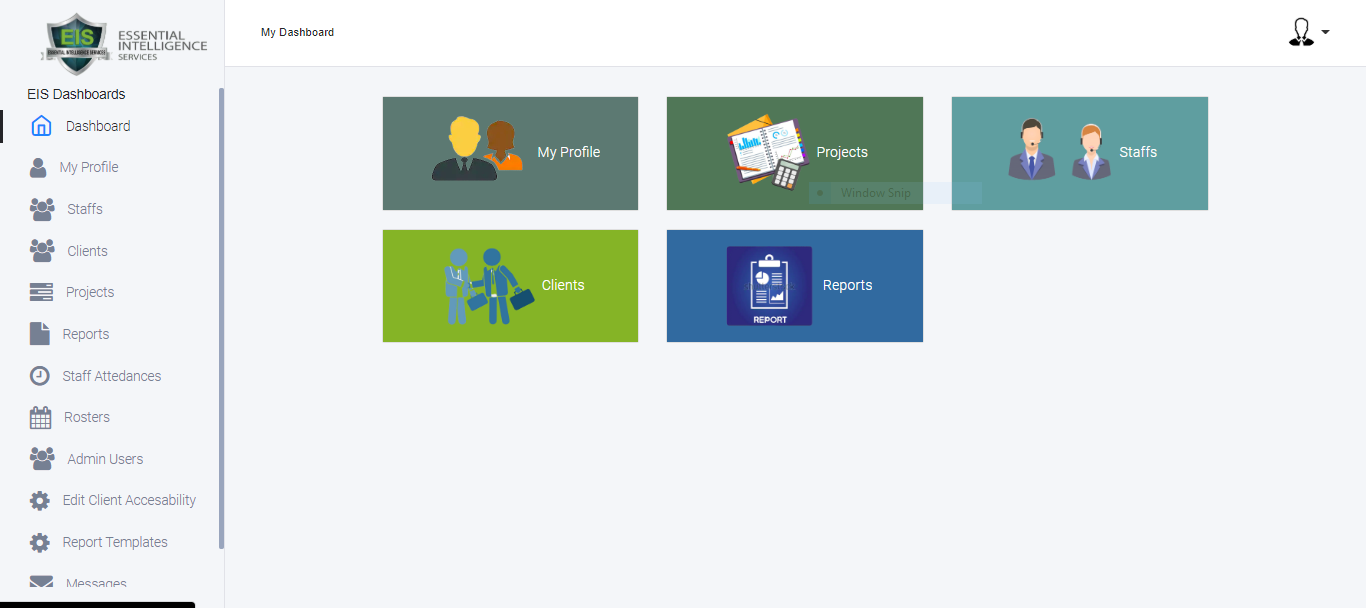 EIS
ESSENTIAL INTELLIGENCE SERVICES
ESSENTIAL
INTELLIGENCE
SERVICES
My Dashboard
EIS Dashboards
Dashboard
My Profile
Staffs
Clients
Projects
Reports
Staff Attedances
Rosters
Admin Users
Edit Client Accesability
Report Templates
Messages
My Profile
Projects
Staffs
Window Snip
Clients
Reports
REPORT